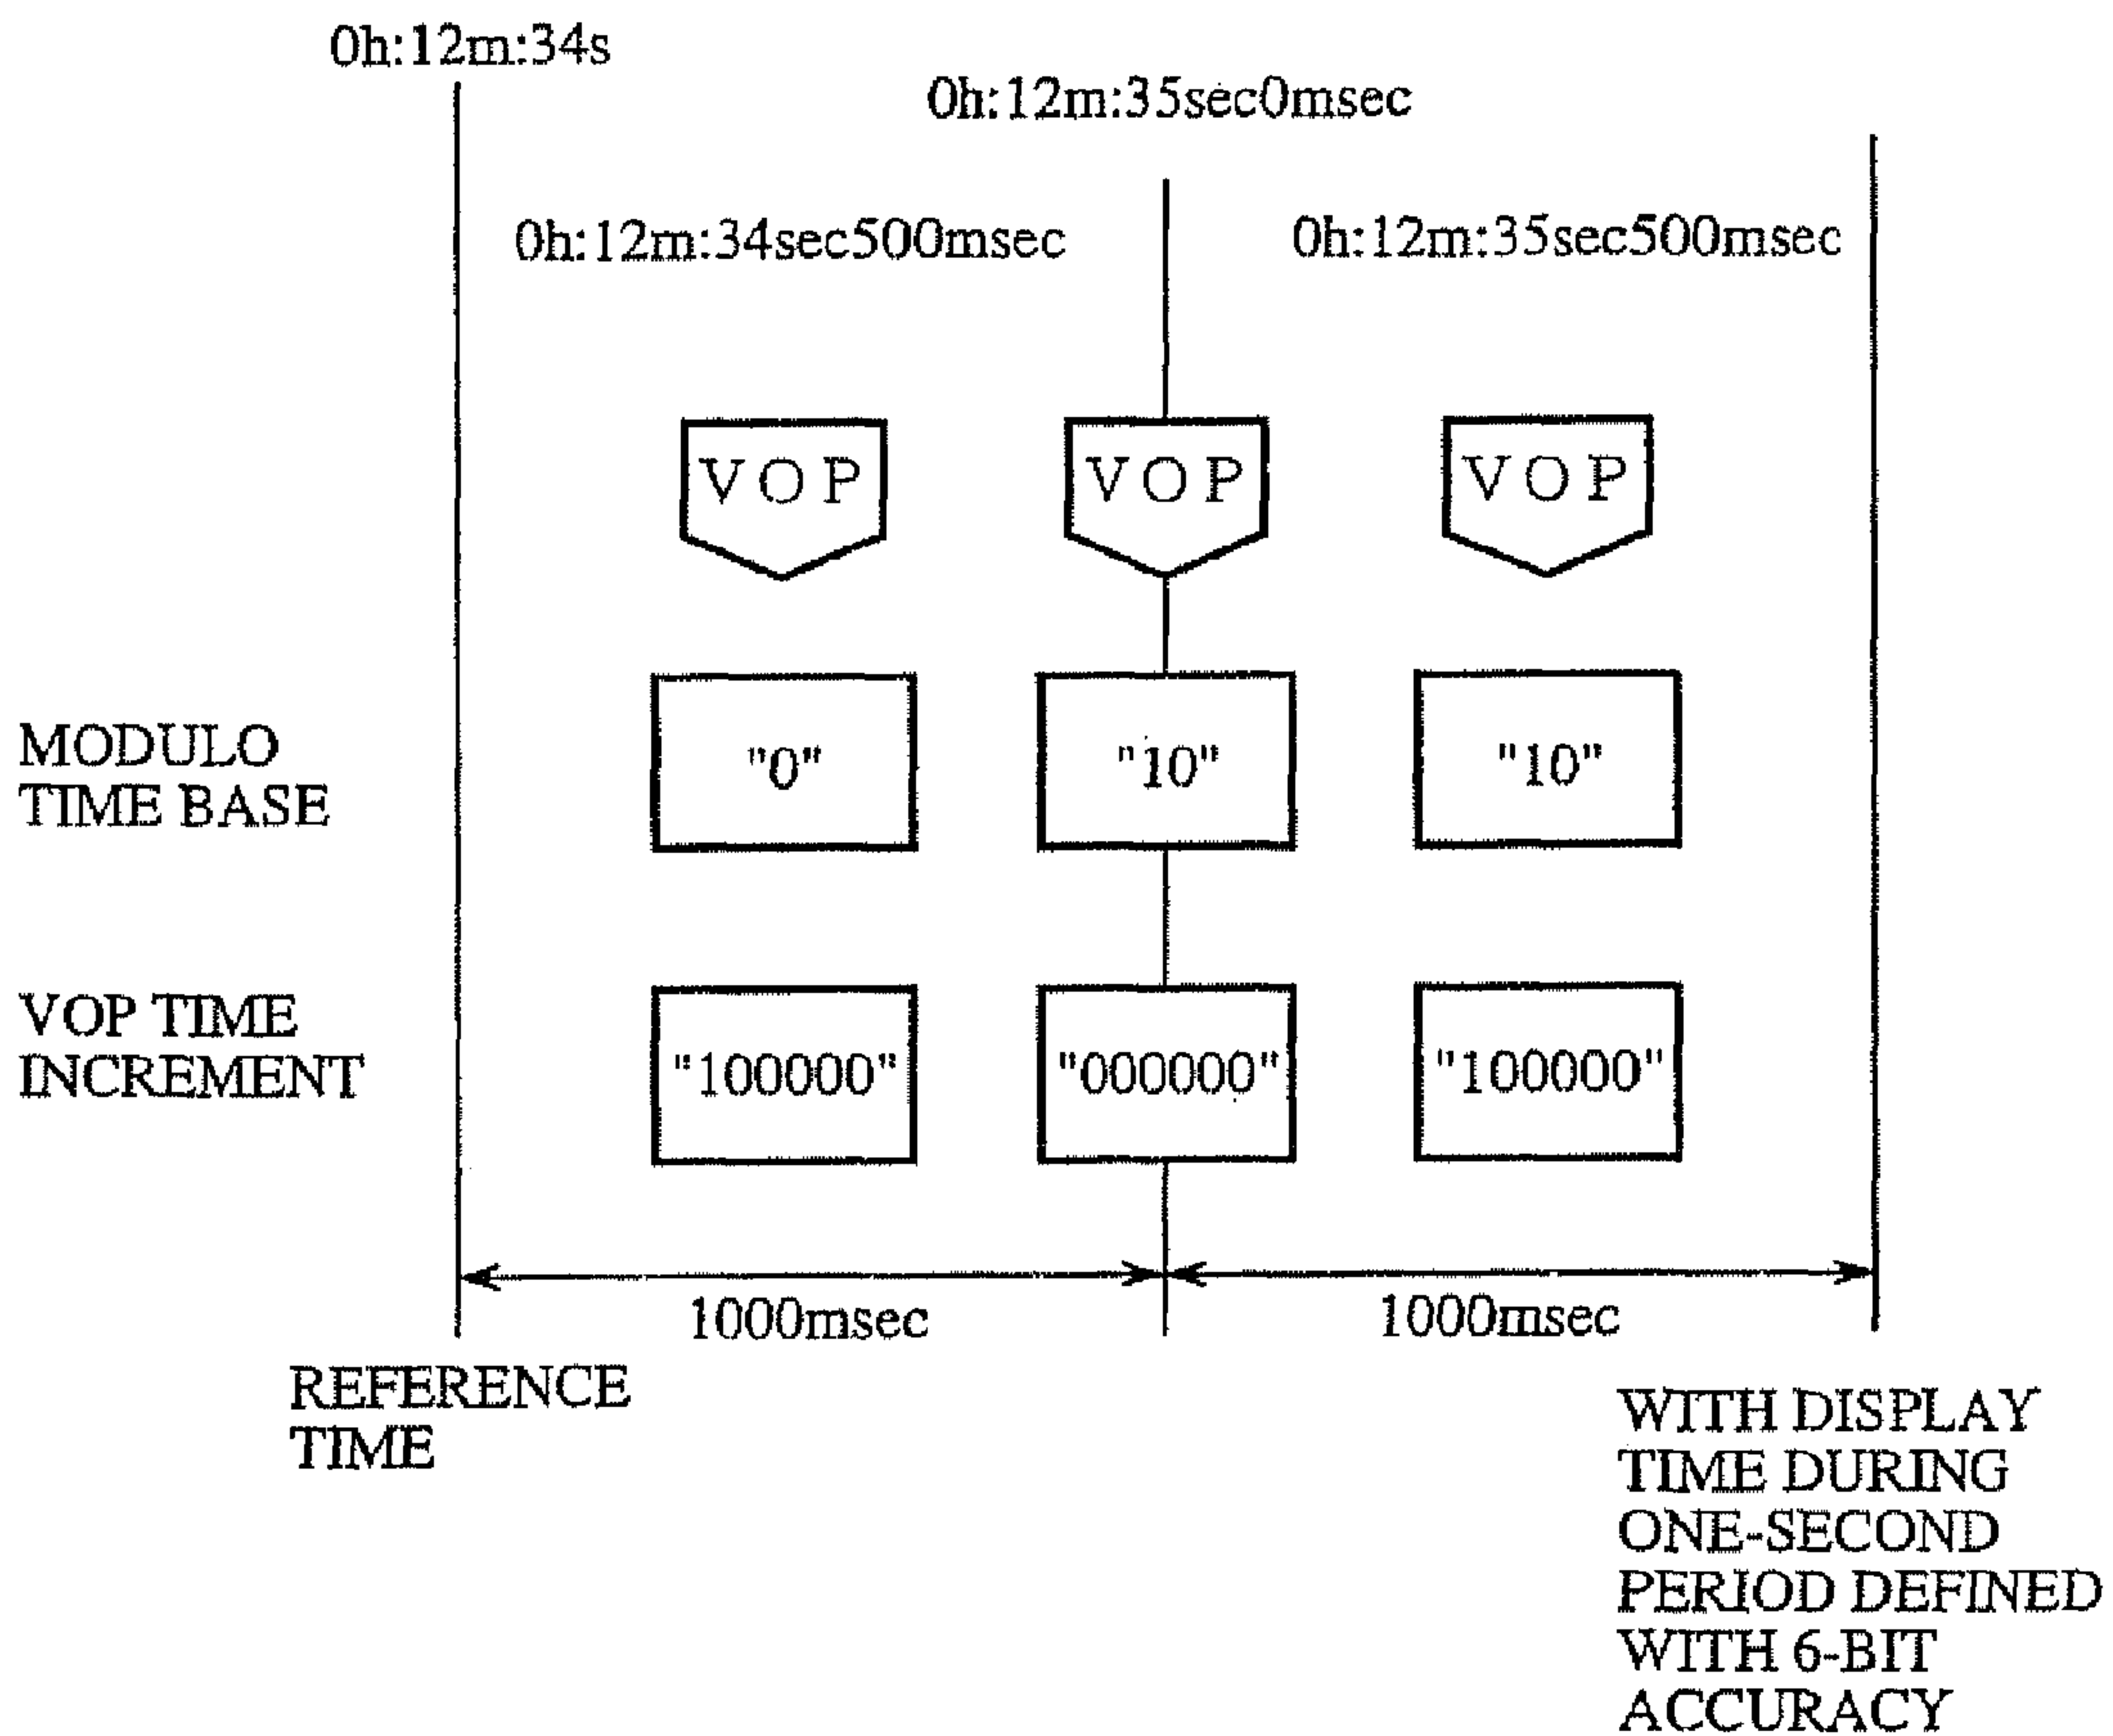 0h:12m:34s
0h:12m:35sec0msec
0h:12m:34sec500msec
0h:12m:35sec500msec
VOP
VOP
VOP
MODULO
TIME BASE
"0"
"10"
"10"
VOP TIME
INCREMENT
"100000"
"000000"
"100000"
1000msec
1000msec
REFERENCE
TIME
WITH DISPLAY
TIME DURING
ONE-SECOND
PERIOD DEFINED
WITH 6-BIT
ACCURACY